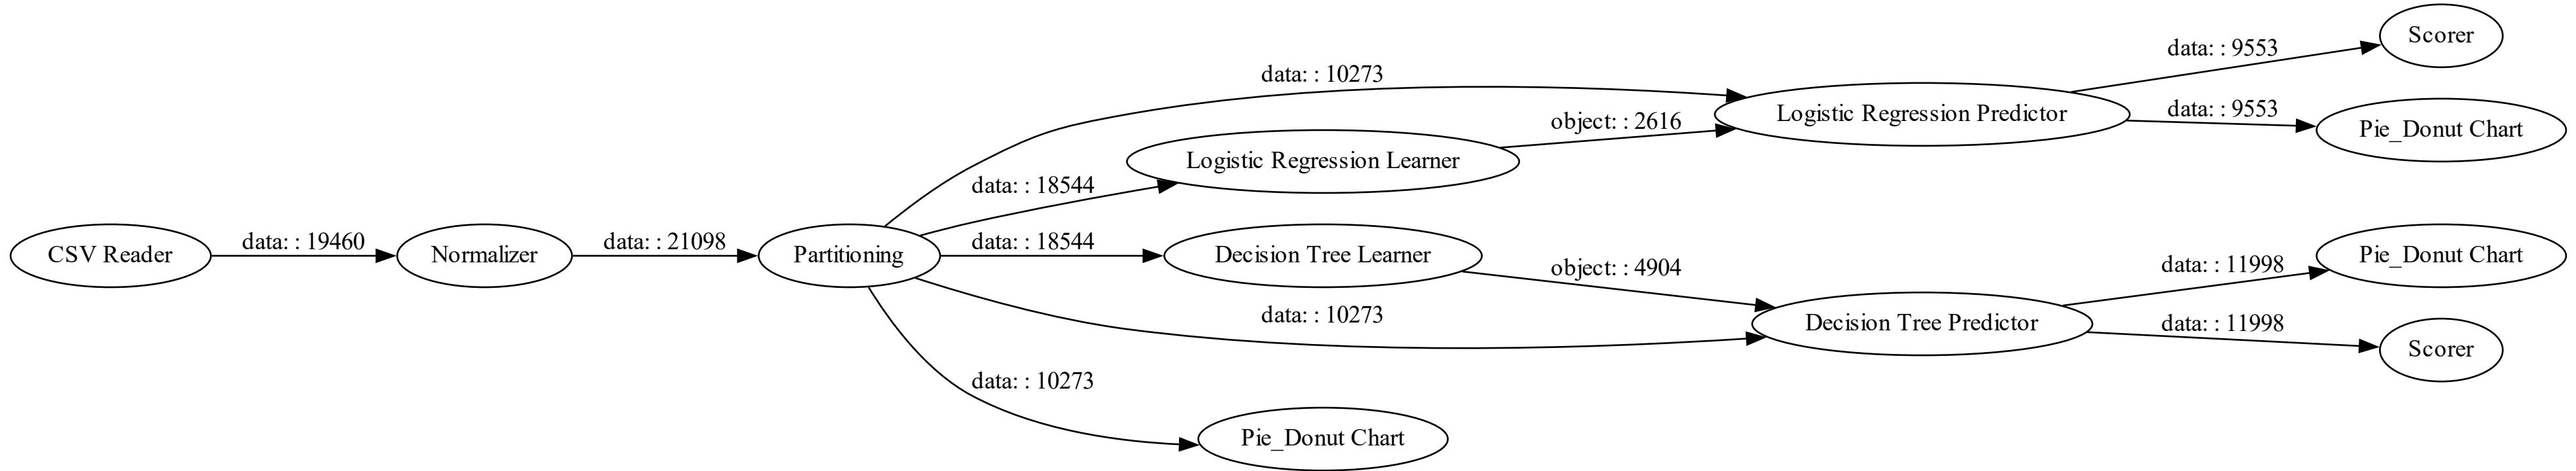 CSV Reader
data: : 19460
Normalizer
data: : 21098
Partitioning
data: : 10273
data: : 18544
data: : 18544
data: : 10273
data: : 10273
Logistic Regression Learner
Decision Tree Learner
Pie_Donut Chart
object: : 2616
object: : 4904
Logistic Regression Predictor
Decision Tree Predictor
data: : 9553
data: : 9553
data: : 11998
data: : 11998
Scorer
Pie_Donut Chart
Pie_Donut Chart
Scorer